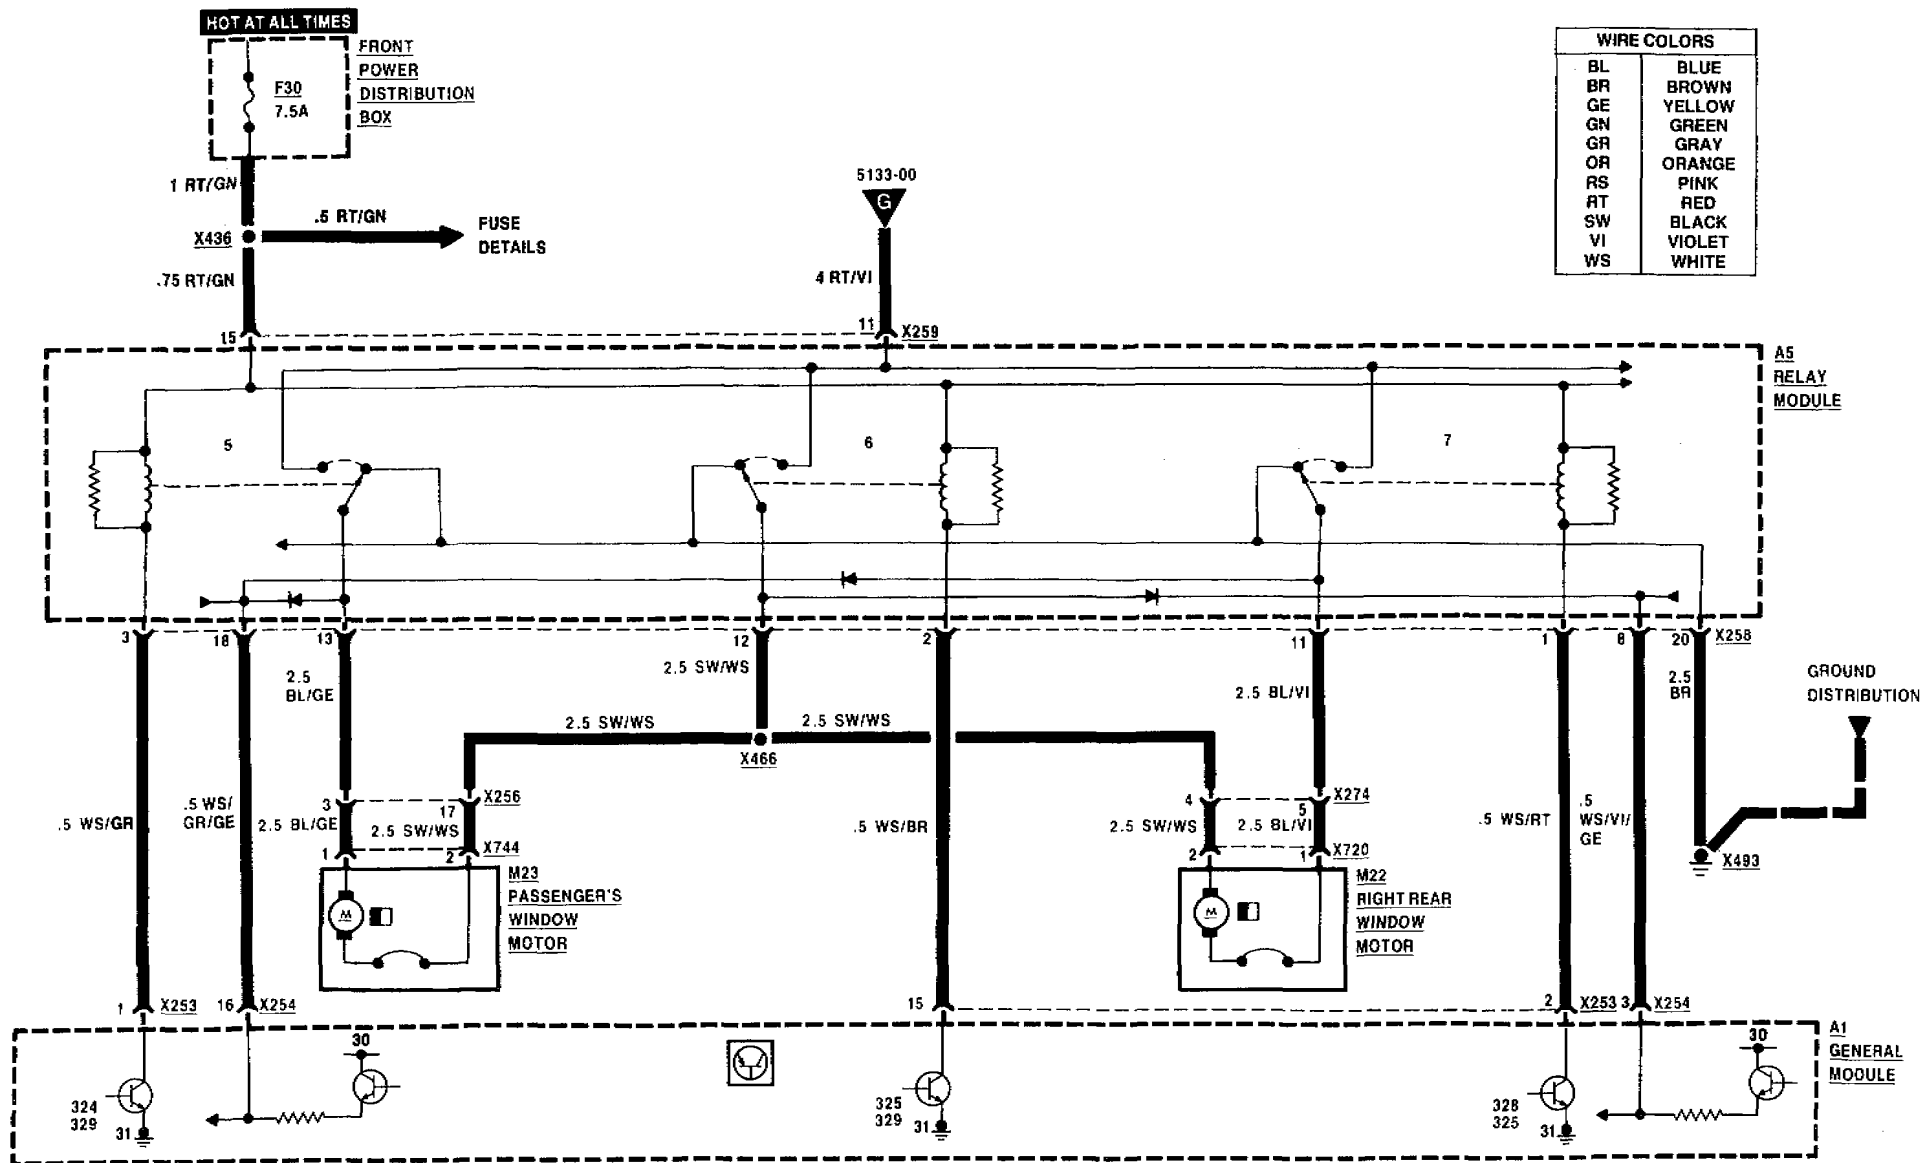 HOT AT ALL TIMES
FRONT
POWER
DISTRIBUTION
BOX
F30
7.5A
1 RT/GN
.5 RT/GN
FUSE
DETAILS
X436
.75 RT/GN
5133-00
G
4 RT/VI
WIRE COLORS
BL BLUE
BR BROWN
GE YELLOW
GN GREEN
GR GRAY
OR ORANGE
RS PINK
RT RED
SW BLACK
VI VIOLET
WS WHITE
15
11
X259
A5
RELAY
MODULE
5
6
7
3
18
13
12
2
11
1
8
20
X258
2.5
BL/GE
2.5 SW/WS
2.5 BL/VI
2.5
BR
GROUND
DISTRIBUTION
2.5 SW/WS
2.5 SW/WS
X466
3
17
X256
4
5
X274
.5 WS/GR
.5 WS/
GR/GE
2.5 BL/GE
2.5 SW/WS
.5 WS/BR
2.5 SW/WS
2.5 BL/VI
.5 WS/RT
.5
WS/VI/
GE
1
2
X744
2
1
X720
X493
M23
PASSENGER'S
WINDOW
MOTOR
M
M22
RIGHT REAR
WINDOW
MOTOR
M
1
X253
16
X254
15
2
X253
3
X254
A1
GENERAL
MODULE
30
30
324
329
31
325
329
31
328
325
31